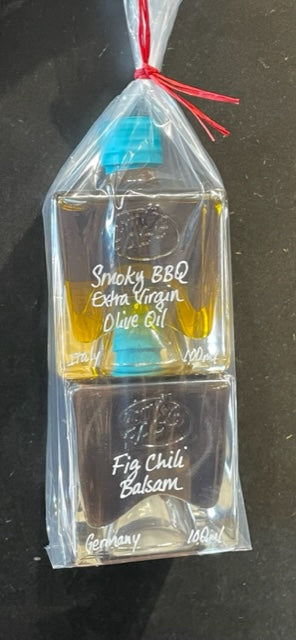 Smoky BBQ
Extra Virgin
Olive Oil
Italy 100ml
Fig Chili
Balsam
Germany 100ml